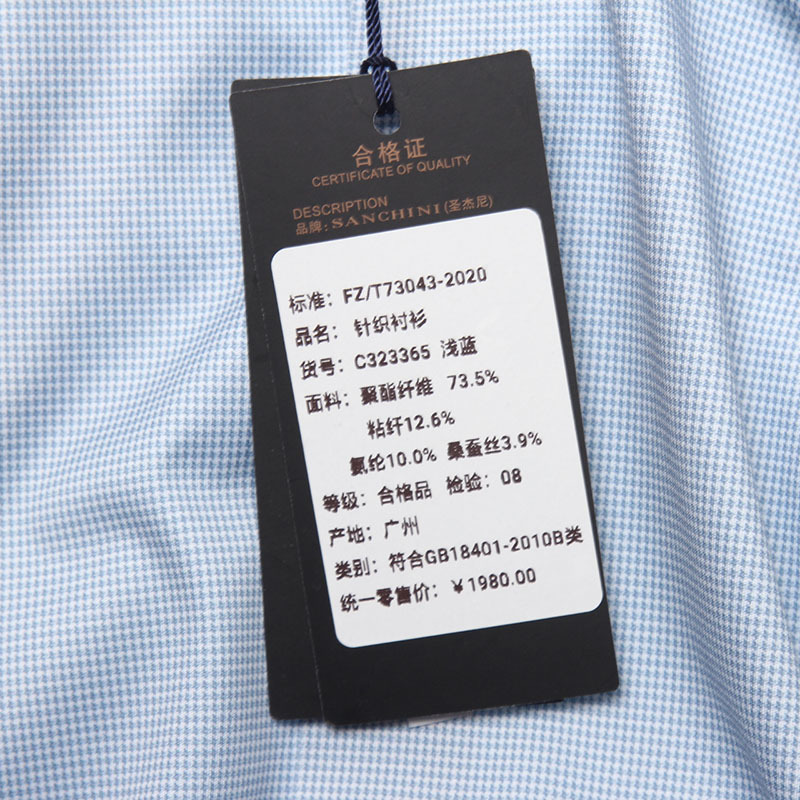 合格证
CERTIFICATE OF QUALITY
DESCRIPTION
品牌: SANCHINI (圣杰尼)
标准: FZ/T73043-2020
品名: 针织衬衫
货号: C323365 浅蓝
面料: 聚酯纤维 73.5%
粘纤12.6%
氨纶10.0% 桑蚕丝3.9%
等级: 合格品 检验: 08
产地: 广州
类别: 符合GB18401-2010B类
统一零售价: ¥1980.00